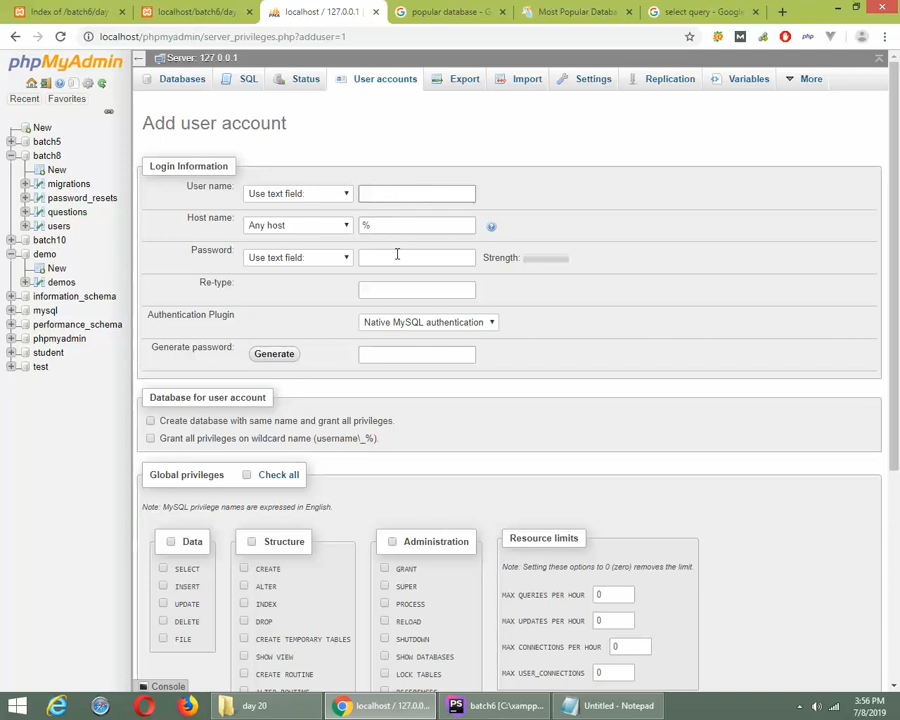 Index of /batch6/day
localhost/batch6/day
localhost / 127.0.0.1
popular database - G
Most Popular Databa
select query - Google
localhost/phpmyadmin/server_privileges.php?adduser=1
phpMyAdmin
Recent
Favorites
New
batch5
batch8
New
migrations
password_resets
questions
users
batch10
demo
New
demos
information_schema
mysql
performance_schema
phpmyadmin
student
test
Server: 127.0.0.1
Databases
SQL
Status
User accounts
Export
Import
Settings
Replication
Variables
More
Add user account
Login Information
User name:
Use text field:
Host name:
Any host
%
Password:
Use text field:
Strength:
Re-type:
Authentication Plugin
Native MySQL authentication
Generate password:
Generate
Database for user account
Create database with same name and grant all privileges.
Grant all privileges on wildcard name (username\_%).
Global privileges
Check all
Note: MySQL privilege names are expressed in English.
Data
SELECT
INSERT
UPDATE
DELETE
FILE
Structure
CREATE
ALTER
INDEX
DROP
CREATE TEMPORARY TABLES
SHOW VIEW
CREATE ROUTINE
ALTER ROUTINE
Administration
GRANT
SUPER
PROCESS
RELOAD
SHUTDOWN
SHOW DATABASES
LOCK TABLES
REFERENCES
Resource limits
Note: Setting these options to 0 (zero) removes the limit.
MAX QUERIES PER HOUR 0
MAX UPDATES PER HOUR 0
MAX CONNECTIONS PER HOUR 0
MAX USER_CONNECTIONS 0
Console
day 20
localhost / 127.0.0...
batch6 [C:\xampp...
Untitled - Notepad
3:56 PM
7/8/2019